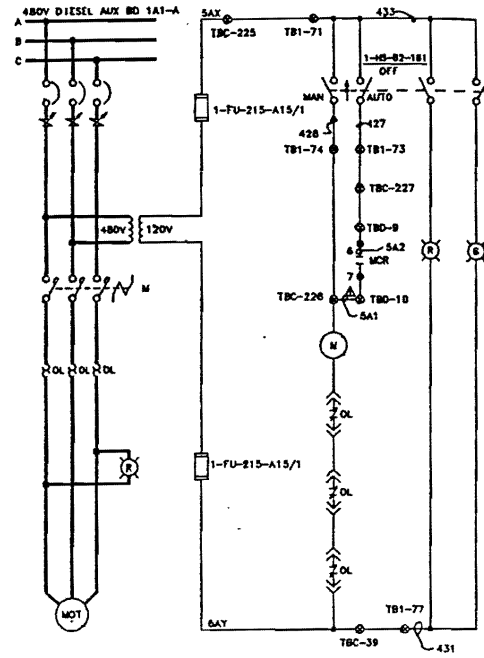 480V DIESEL AUX BD 1A1-A
A
B
C
5AX
TBC-225
TB1-71
433
1-HS-82-181
OFF
MAN
AUTO
1-FU-215-A15/1
428
427
TB1-74
TB1-73
TBC-227
480V
120V
TBD-9
6
5A2
MCR
7
R
G
M
TBC-226
TBD-10
5A1
M
OL
OL
OL
OL
R
1-FU-215-A15/1
OL
OL
MOT
6AY
TB1-77
TBC-39
431